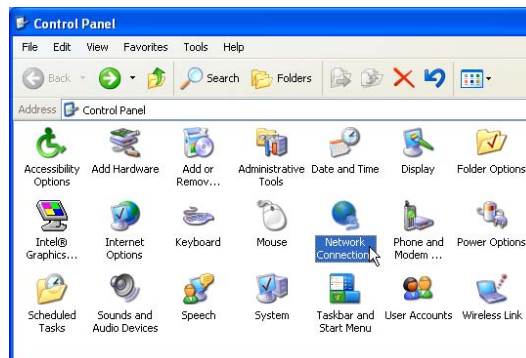 Control Panel
File Edit View Favorites Tools Help
Back Search Folders
Address Control Panel
Accessibility Options
Add Hardware
Add or Remov...
Administrative Tools
Date and Time
Display
Folder Options
Intel® Graphics...
Internet Options
Keyboard
Mouse
Network Connections
Phone and Modem ...
Power Options
Scheduled Tasks
Sounds and Audio Devices
Speech
System
Taskbar and Start Menu
User Accounts
Wireless Link